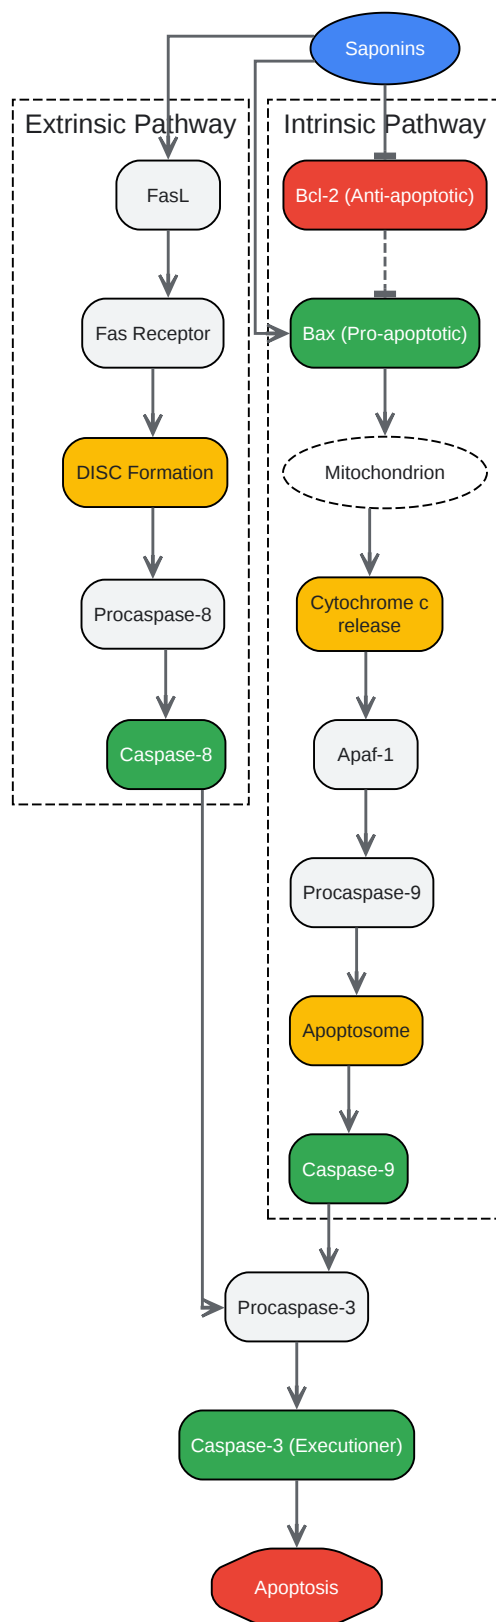 Saponins
Extrinsic Pathway
FasL
Fas Receptor
DISC Formation
Procaspase-8
Caspase-8
Intrinsic Pathway
Bcl-2 (Anti-apoptotic)
Bax (Pro-apoptotic)
Mitochondrion
Cytochrome c
release
Apaf-1
Procaspase-9
Apoptosome
Caspase-9
Procaspase-3
Caspase-3 (Executioner)
Apoptosis